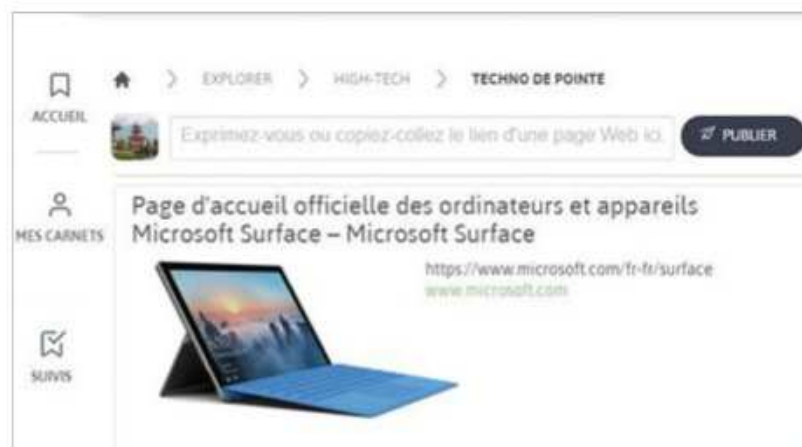 EXPLORER HIGH-TECH TECHNO DE POINTE
ACCUEIL
Exprimez-vous ou copiez-collez le lien d'une page Web ici.
PUBLIER
MES CARNETS
Page d'accueil officielle des ordinateurs et appareils
Microsoft Surface – Microsoft Surface
https://www.microsoft.com/fr-fr/surface
www.microsoft.com
SUIVIS